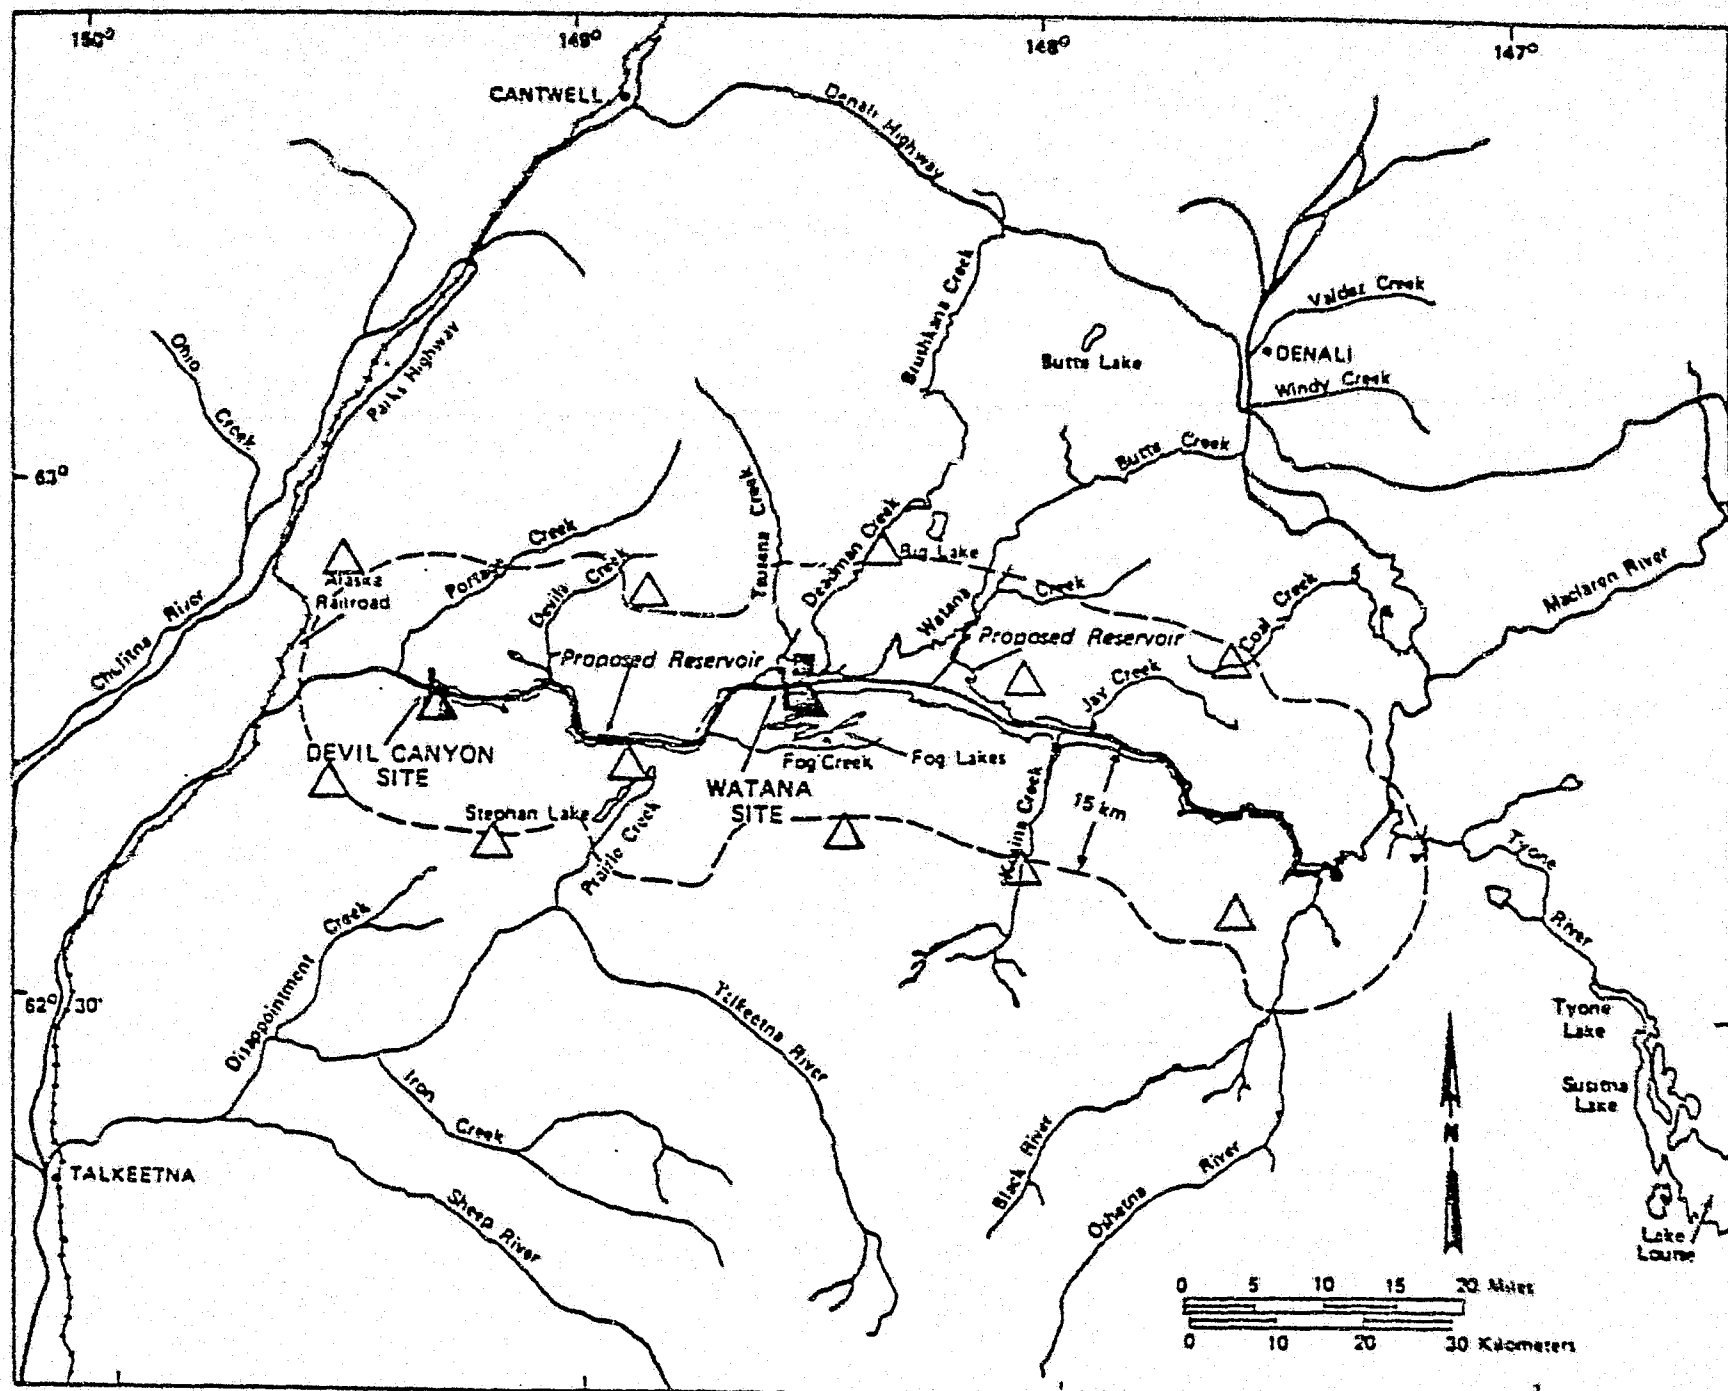 150°
149°
148°
147°
CANTWELL
Denali Highway
Valdez Creek
DENALI
Windy Creek
Brushkana Creek
Butte Lake
Ohio
Creek
Parks Highway
63°
Butte Creek
Tsusena Creek
Deadman Creek
Big Lake
Portage Creek
Devils Creek
Alaska
Railroad
Watana Creek
Coal Creek
Maclaren River
Chulitna River
Proposed Reservoir
Proposed Reservoir
Jay Creek
DEVIL CANYON
SITE
Fog Creek
Fog Lakes
WATANA
SITE
Stephan Lake
Prairie Creek
Kosina Creek
15 km
Tyone
River
Disappointment
Creek
62° 30'
Talkeetna River
Tyone
Lake
Susitna
Lake
Iron
Creek
N
TALKEETNA
Sheep River
Black River
Oshetna
River
Lake
Louise
0 5 10 15 20 Miles
0 10 20 30 Kilometers